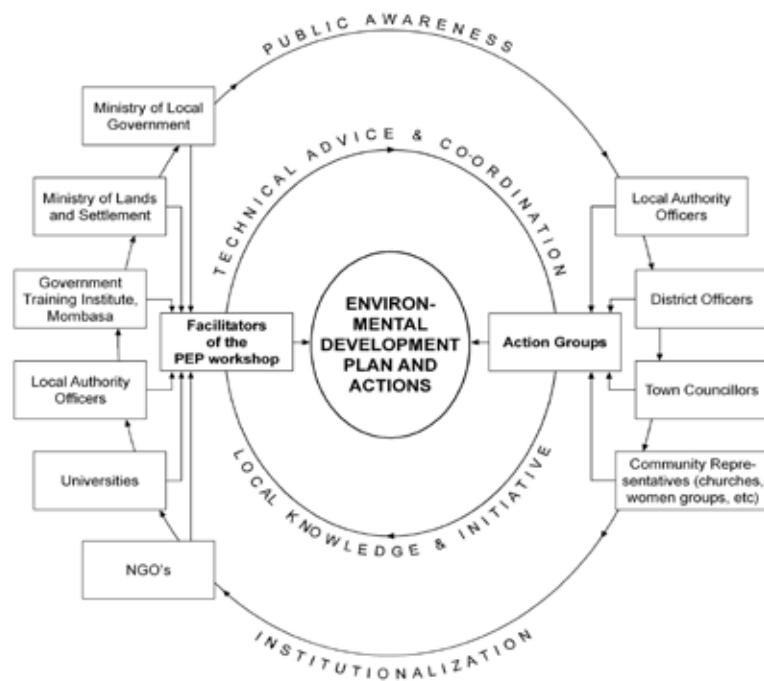 PUBLIC AWARENESS
Ministry of Local
Government
TECHNICAL ADVICE & CO-ORDINATION
Ministry of Lands
and Settlement
Local Authority
Officers
Government
Training Institute,
Mombasa
District Officers
Facilitators
of the
PEP workshop
ENVIRON-
MENTAL
DEVELOPMENT
PLAN AND
ACTIONS
Action Groups
Local Authority
Officers
Town Councillors
Universities
LOCAL KNOWLEDGE & INITIATIVE
Community Repre-
sentatives (churches,
women groups, etc)
NGO's
INSTITUTIONALIZATION